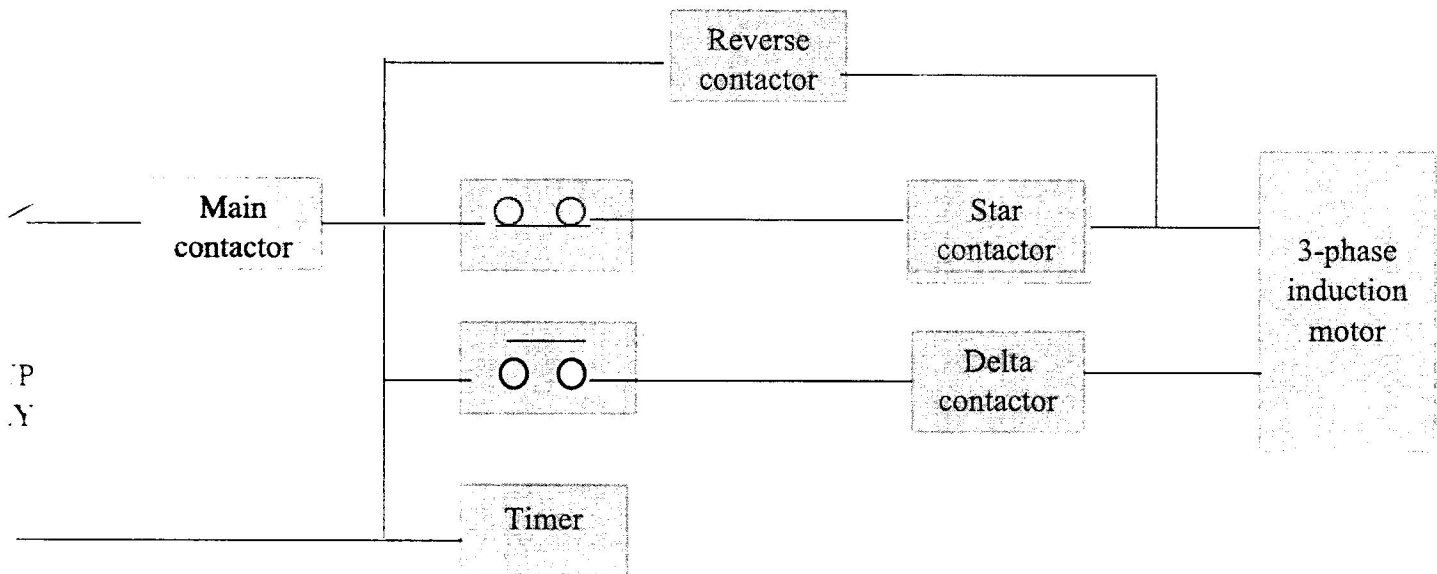 Reverse
contactor
Main
contactor
Star
contactor
3-phase
induction
motor
Delta
contactor
P
Y
Timer